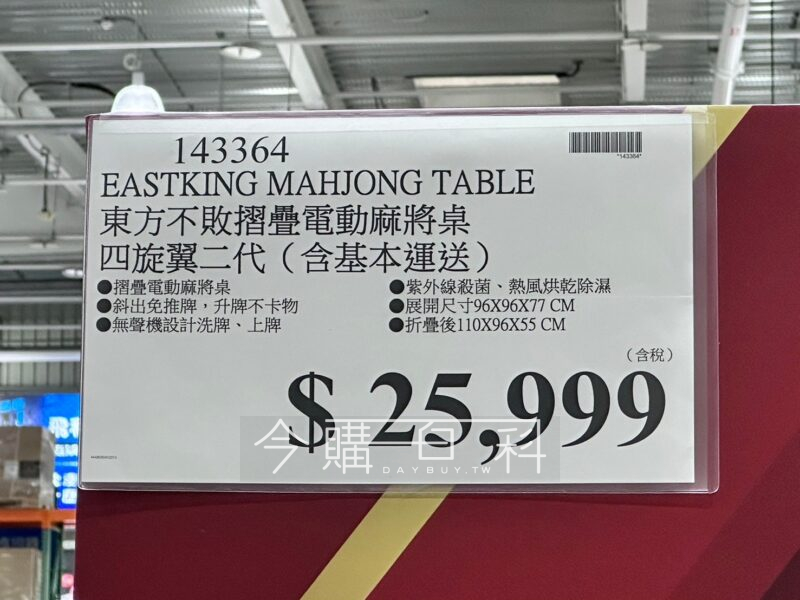 143364
*143364*
EASTKING MAHJONG TABLE
東方不敗摺疊電動麻將桌
四旋翼二代（含基本運送）
●摺疊電動麻將桌
●斜出免推牌，升牌不卡物
●無聲機設計洗牌、上牌
●紫外線殺菌、熱風烘乾除濕
●展開尺寸96X96X77 CM
●折疊後110X96X55 CM
（含稅）
$ 25,999
今購百科
DAYBUY.TW